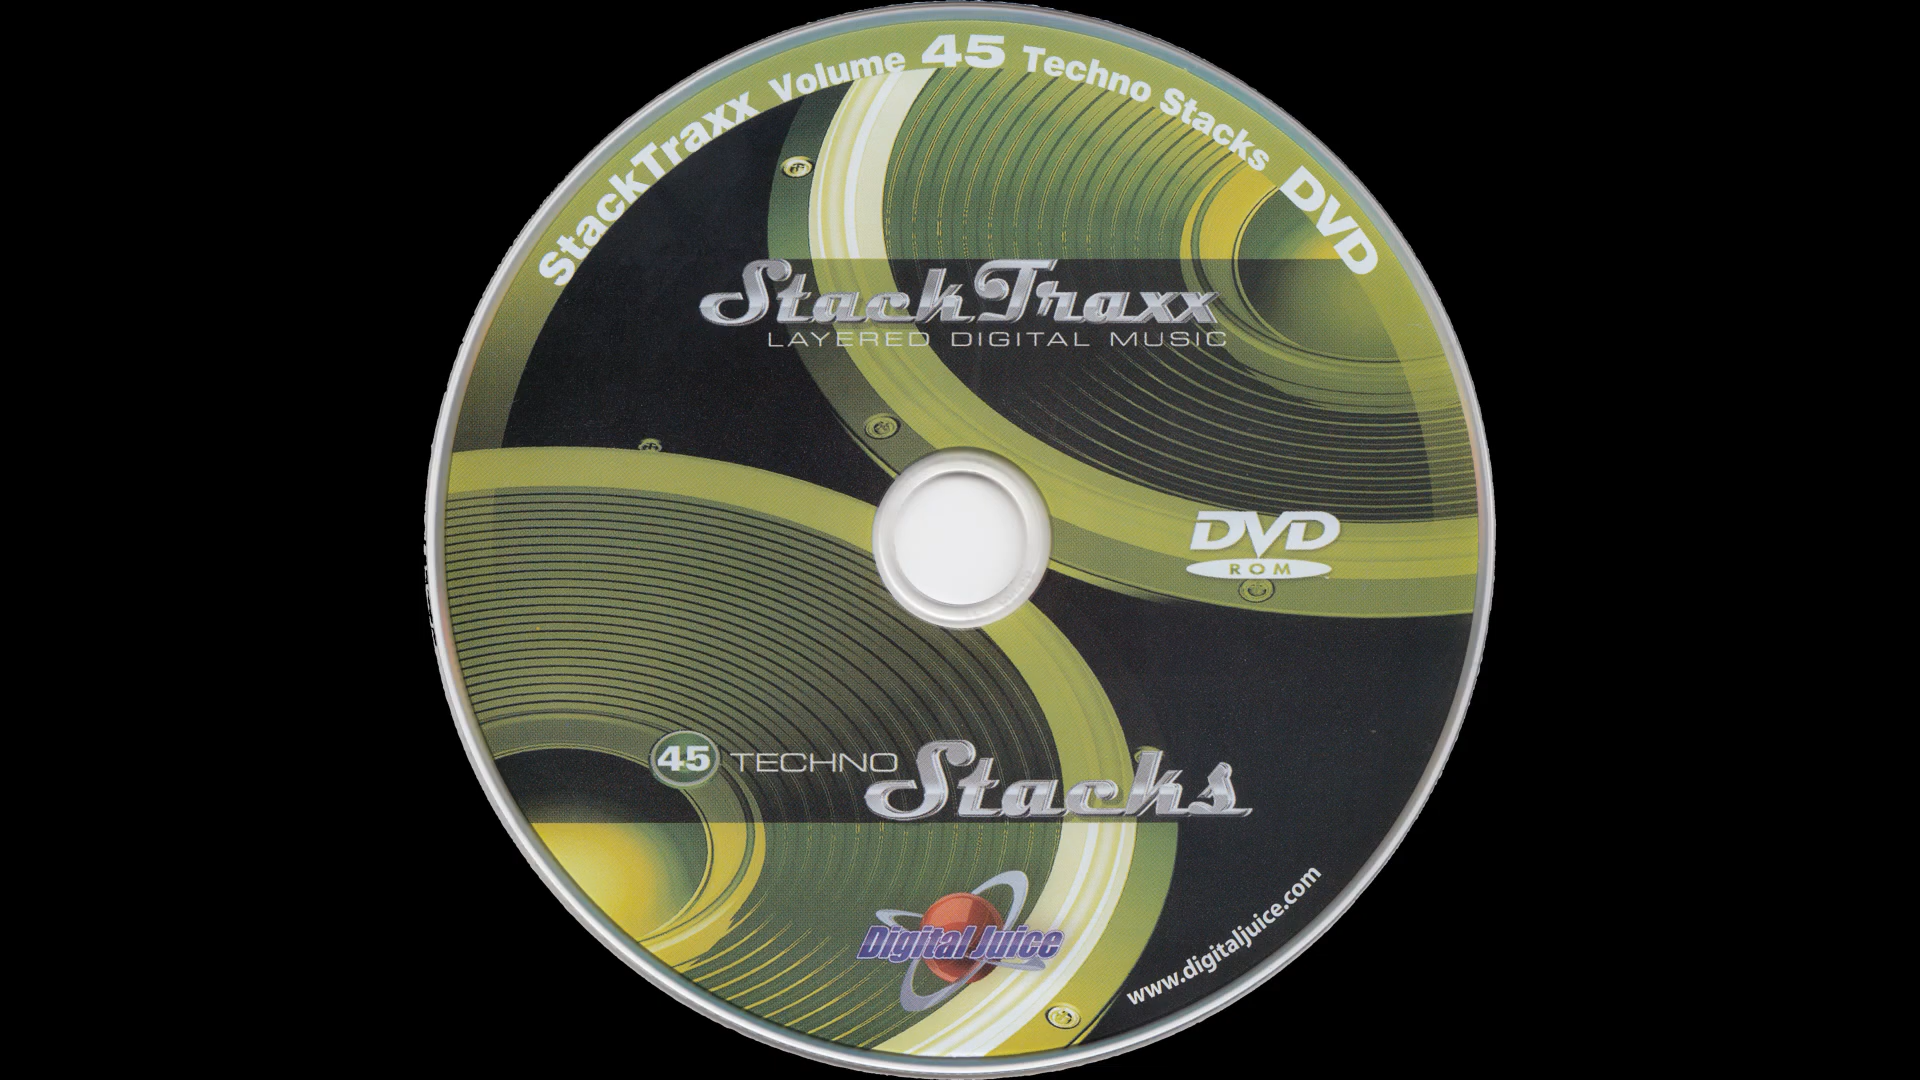 StackTraxx Volume 45 Techno Stacks DVD
StackTraxx
LAYERED DIGITAL MUSIC
DVD
ROM
45 TECHNO Stacks
Digital Juice
www.digitaljuice.com